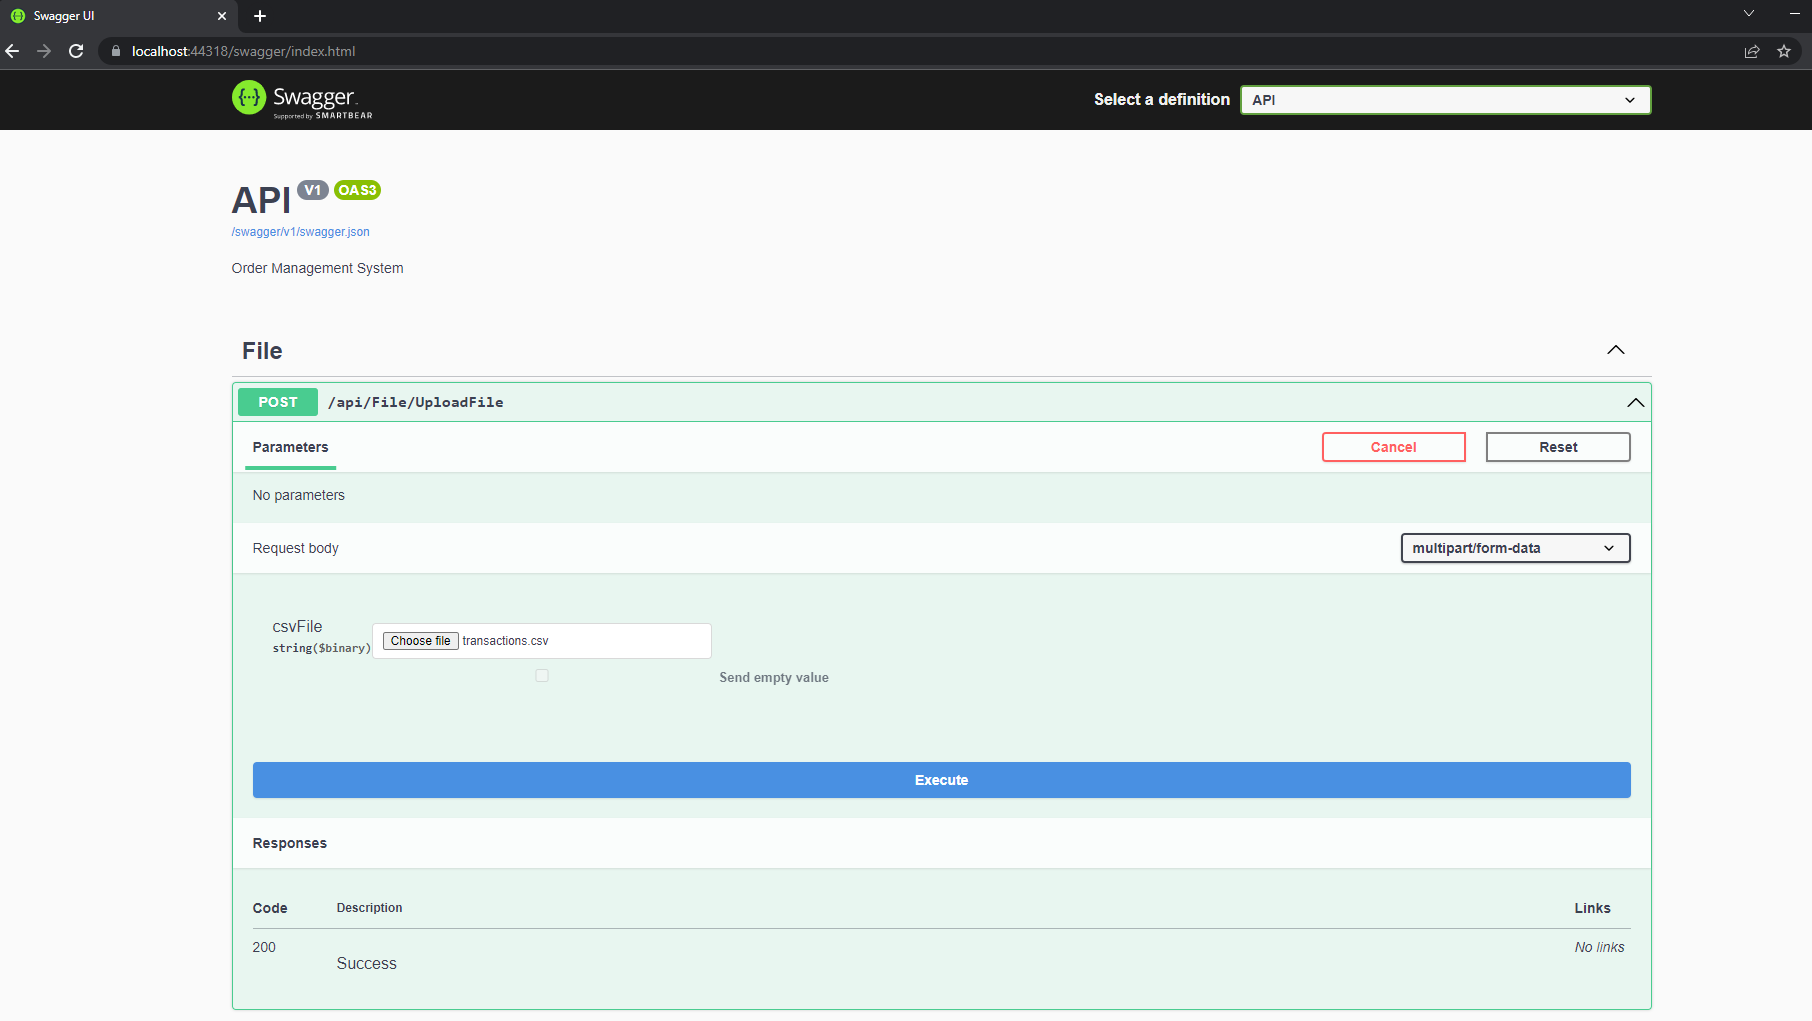 Swagger UI
localhost:44318/swagger/index.html
Swagger
Supported by SMARTBEAR
Select a definition
API
API V1 OAS3
/swagger/v1/swagger.json
Order Management System
File
POST /api/File/UploadFile
Parameters
Cancel
Reset
No parameters
Request body
multipart/form-data
csvFile
string($binary)
Choose file transactions.csv
Send empty value
Execute
Responses
Code Description Links
200 Success No links